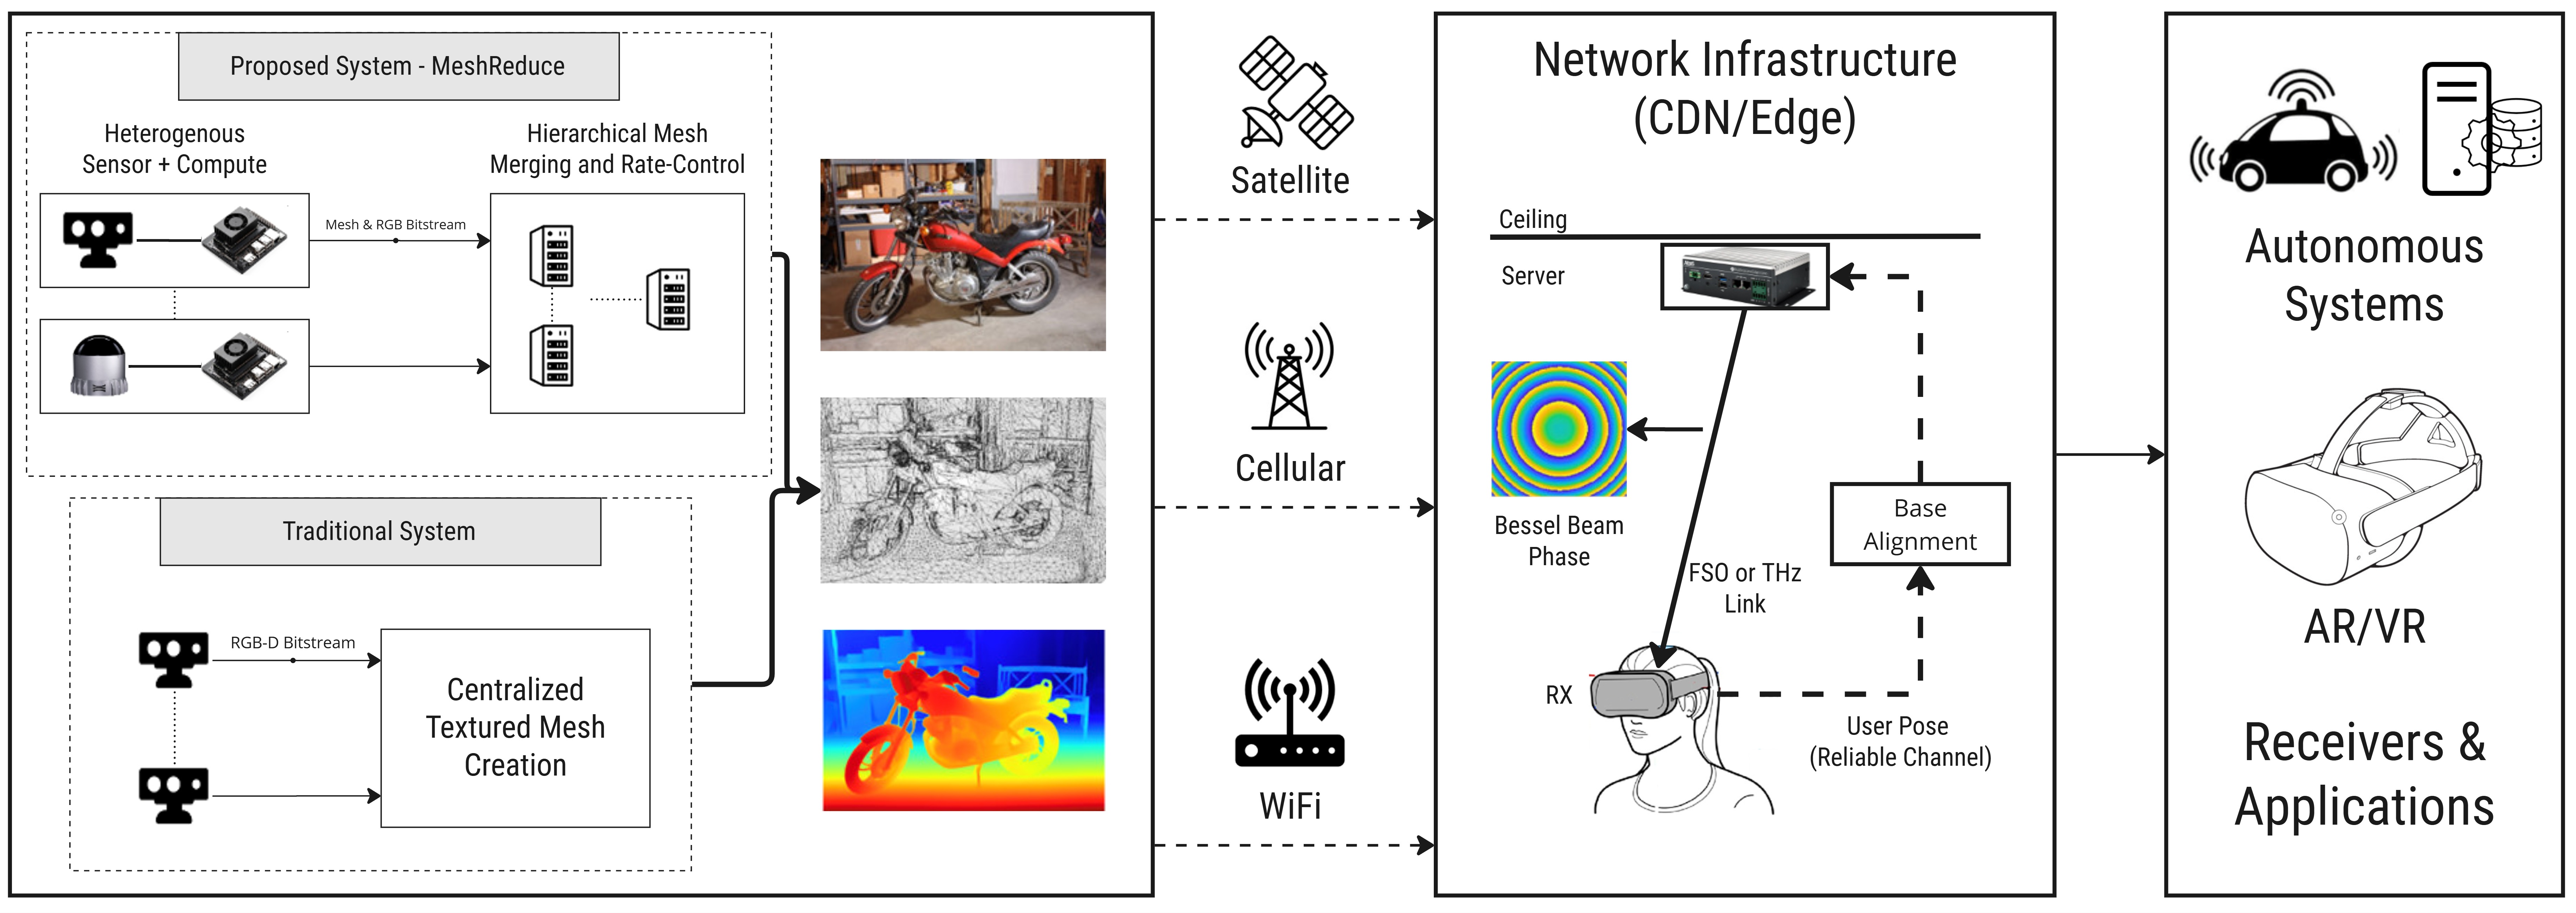 Proposed System - MeshReduce
Heterogenous
Sensor + Compute
Hierarchical Mesh
Merging and Rate-Control
Mesh & RGB Bitstream
Traditional System
RGB-D Bitstream
Centralized
Textured Mesh
Creation
Satellite
Cellular
WiFi
Network Infrastructure
(CDN/Edge)
Ceiling
Server
Bessel Beam
Phase
FSO or THz
Link
Base
Alignment
RX
User Pose
(Reliable Channel)
Autonomous
Systems
AR/VR
Receivers &
Applications